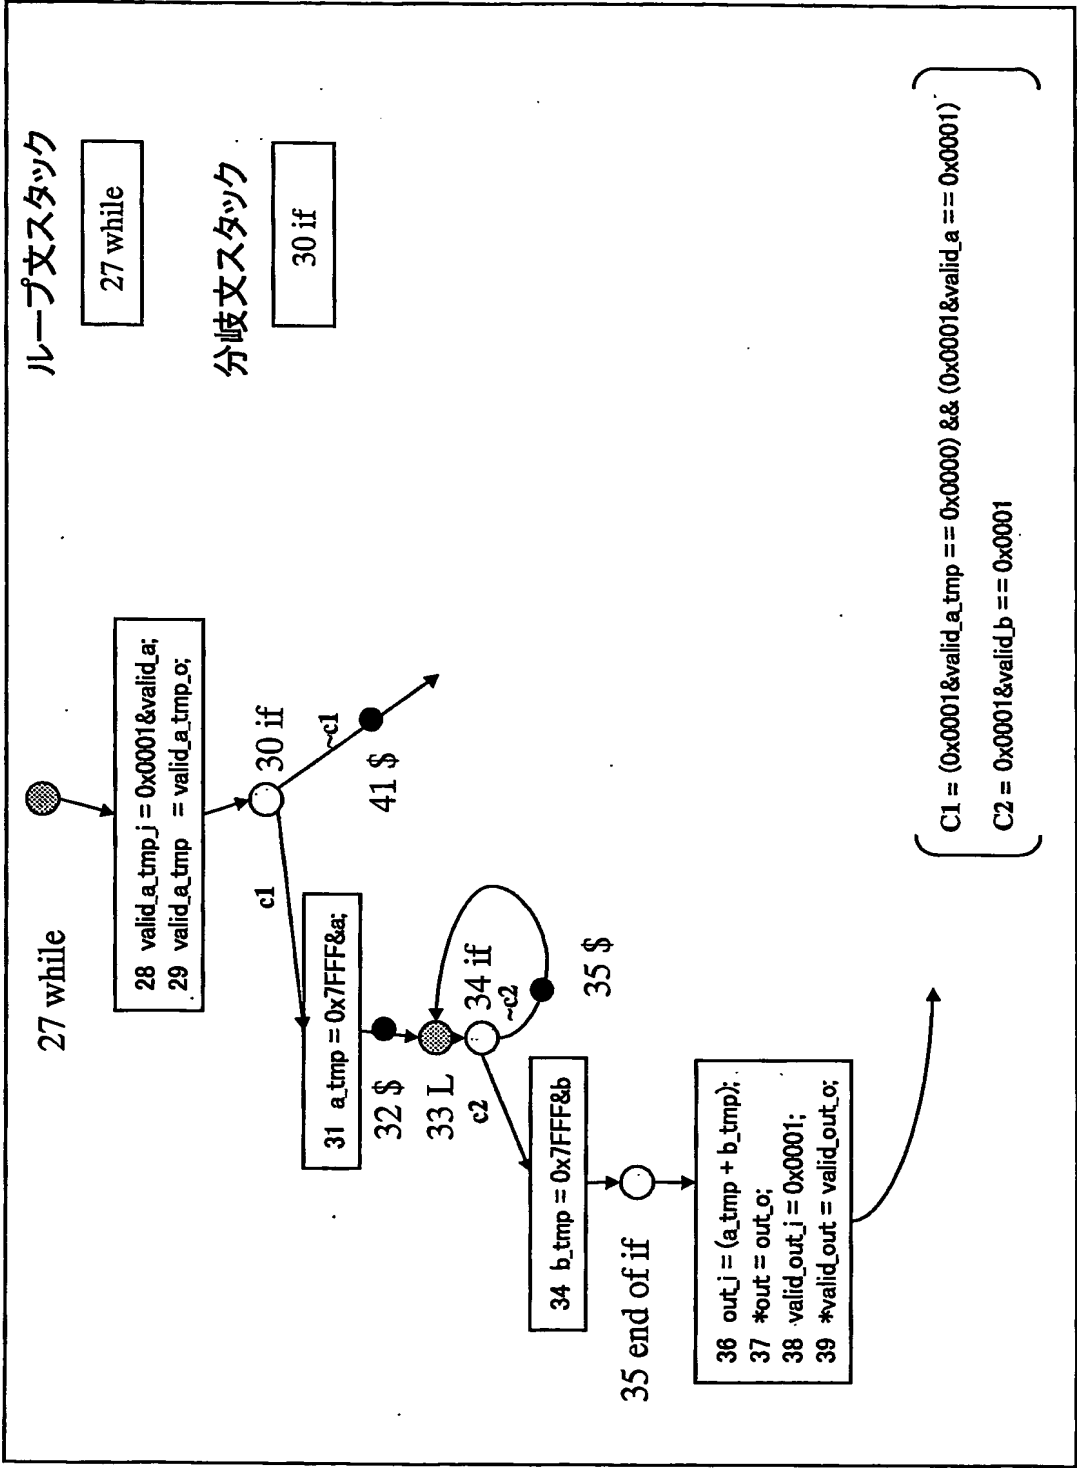 ループ文スタック
27 while
分岐文スタック
30 if
27 while
28 valid_a_tmp_i = 0x0001&valid_a;
29 valid_a_tmp = valid_a_tmp_o;
30 if
c1
~c1
41 $
31 a_tmp = 0x7FFF&a;
32 $
33 L
34 if
c2
~c2
35 $
34 b_tmp = 0x7FFF&b
35 end of if
36 out_i = (a_tmp + b_tmp);
37 *out = out_o;
38 valid_out_i = 0x0001;
39 *valid_out = valid_out_o;
C1 = (0x0001&valid_a_tmp == 0x0000) && (0x0001&valid_a == 0x0001)
C2 = 0x0001&valid_b == 0x0001